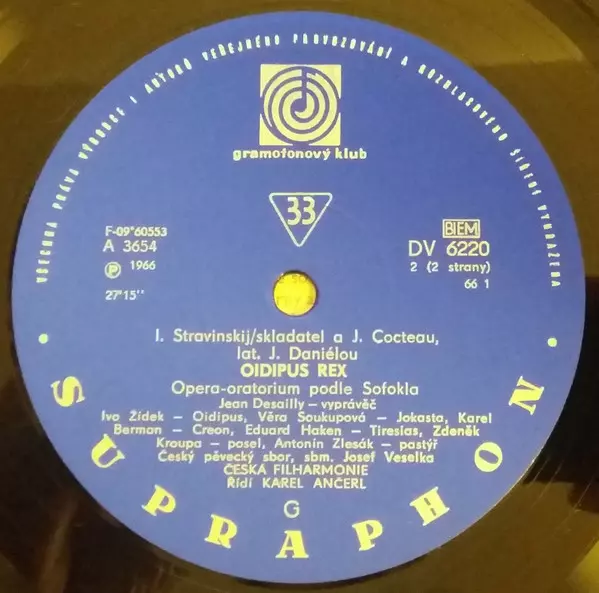 VŠECHNA PRÁVA VÝROBCE I AUTORŮ VEŘEJNÉHO PROVOZOVÁNÍ A ROZHLASOVÉHO ŠÍŘENÍ VYHRAZENA
gramofonový klub
33
F-09*60553
A 3654
℗ 1966
27'15''
BIEM
DV 6220
2 (2 strany)
66 1
I. Stravinskij/skladatel a J. Cocteau,
lat. J. Daniélou
OIDIPUS REX
Opera-oratorium podle Sofokla
Jean Desailly – vyprávěč
Ivo Žídek – Oidipus, Věra Soukupová – Jokasta, Karel
Berman – Creon, Eduard Haken – Tiresias, Zdeněk
Kroupa – posel, Antonín Zlesák – pastýř
Český pěvecký sbor, sbm. Josef Veselka
ČESKÁ FILHARMONIE
Řídí KAREL ANČERL
G
SUPRAPHON